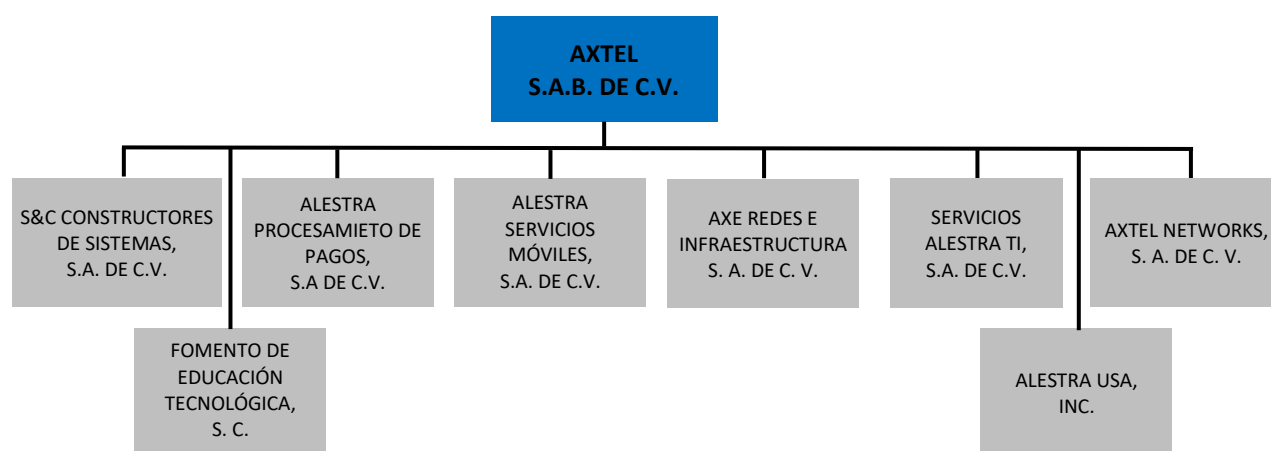 AXTEL
S.A.B. DE C.V.
S&C CONSTRUCTORES
DE SISTEMAS,
S.A. DE C.V.
ALESTRA
PROCESAMIETO DE
PAGOS,
S.A DE C.V.
ALESTRA
SERVICIOS
MÓVILES,
S.A. DE C.V.
AXE REDES E
INFRAESTRUCTURA
S. A. DE C. V.
SERVICIOS
ALESTRA TI,
S.A. DE C.V.
AXTEL NETWORKS,
S. A. DE C. V.
FOMENTO DE
EDUCACIÓN
TECNOLÓGICA,
S. C.
ALESTRA USA,
INC.